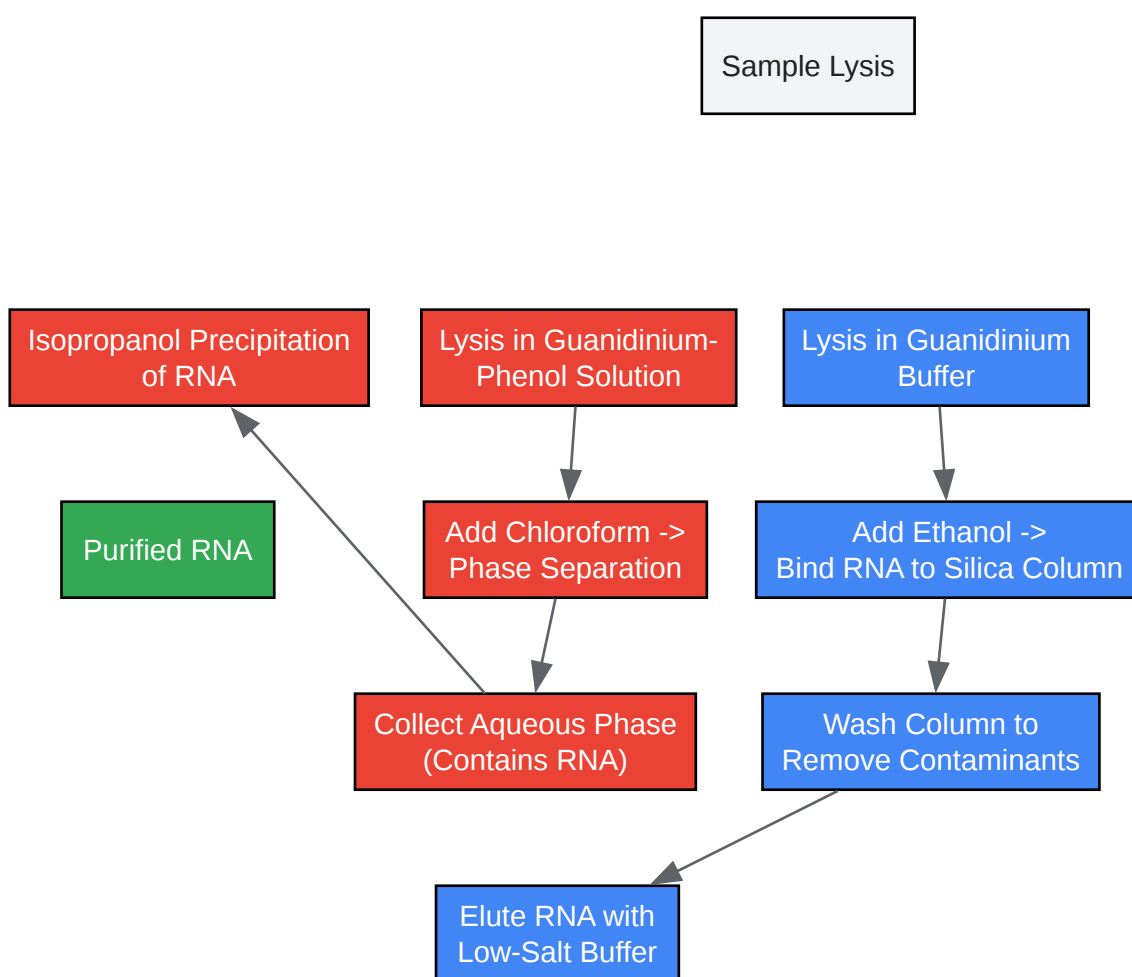 Sample Lysis
Isopropanol Precipitation
of RNA
Lysis in Guanidinium-
Phenol Solution
Lysis in Guanidinium
Buffer
Purified RNA
Add Chloroform ->
Phase Separation
Add Ethanol ->
Bind RNA to Silica Column
Collect Aqueous Phase
(Contains RNA)
Wash Column to
Remove Contaminants
Elute RNA with
Low-Salt Buffer